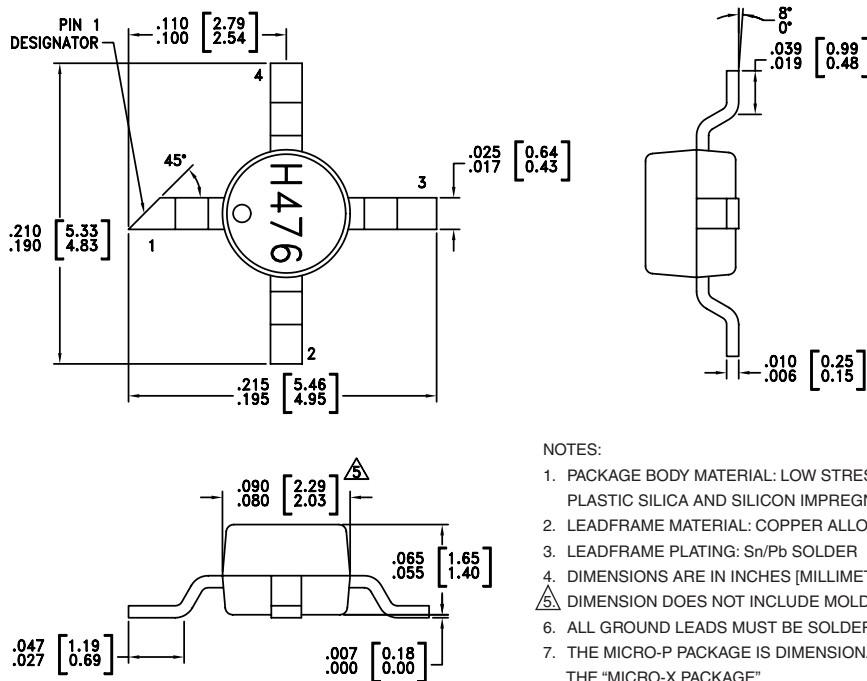 PIN 1
DESIGNATOR
.110 [2.79]
.100 [2.54]
4
45°
H476
3
1
2
.025 [0.64]
.017 [0.43]
.210 [5.33]
.190 [4.83]
.215 [5.46]
.195 [4.95]
8°
0°
.039 [0.99]
.019 [0.48]
.010 [0.25]
.006 [0.15]
.090 [2.29]
.080 [2.03]
5
.065 [1.65]
.055 [1.40]
.047 [1.19]
.027 [0.69]
.007 [0.18]
.000 [0.00]
NOTES:
1. PACKAGE BODY MATERIAL: LOW STRES
PLASTIC SILICA AND SILICON IMPREGN
2. LEADFRAME MATERIAL: COPPER ALLO
3. LEADFRAME PLATING: Sn/Pb SOLDER
4. DIMENSIONS ARE IN INCHES [MILLIMET
5. DIMENSION DOES NOT INCLUDE MOLD
6. ALL GROUND LEADS MUST BE SOLDER
7. THE MICRO-P PACKAGE IS DIMENSIONA
THE “MICRO-X PACKAGE”